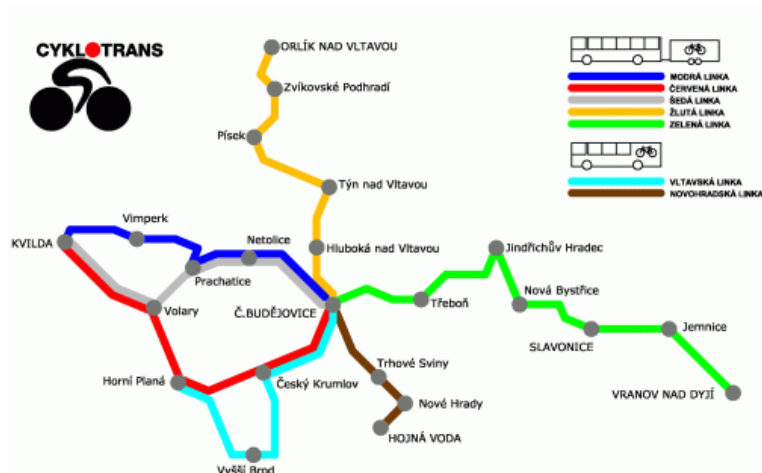 CYKLOTRANS
ORLÍK NAD VLTAVOU
Zvíkovské Podhradí
Písek
Týn nad Vltavou
Vimperk
KVILDA
Netolice
Hluboká nad Vltavou
Prachatice
Jindřichův Hradec
Volary
Č.BUDĚJOVICE
Třeboň
Nová Bystřice
SLAVONICE
Jemnice
Horní Planá
Český Krumlov
Trhové Sviny
VRANOV NAD DYJÍ
Nové Hrady
HOJNÁ VODA
Vyšší Brod
MODRÁ LINKA
ČERVENÁ LINKA
ŠEDÁ LINKA
ŽLUTÁ LINKA
ZELENÁ LINKA
VLTAVSKÁ LINKA
NOVOHRADSKÁ LINKA